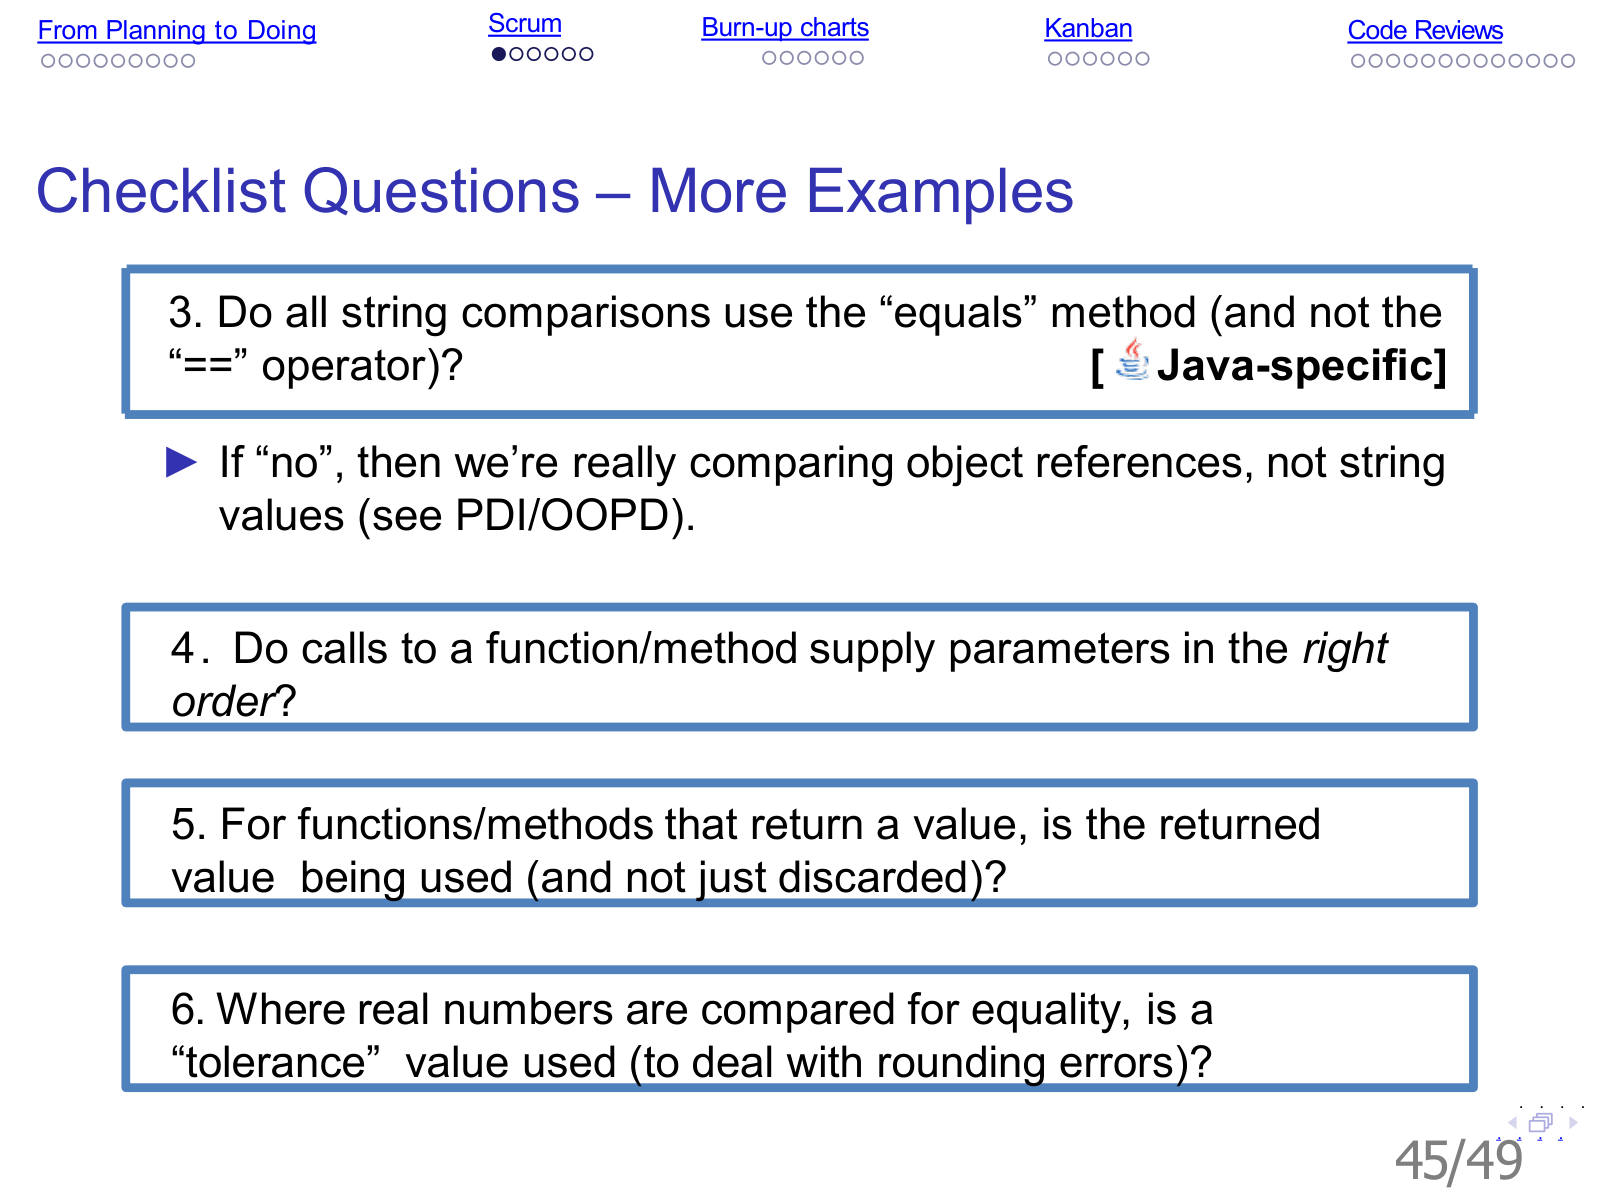 From Planning to Doing
Scrum
Burn-up charts
Kanban
Code Reviews
Checklist Questions – More Examples
3. Do all string comparisons use the “equals” method (and not the
“==” operator)? [ Java-specific]
► If “no”, then we’re really comparing object references, not string
values (see PDI/OOPD).
4. Do calls to a function/method supply parameters in the right
order?
5. For functions/methods that return a value, is the returned
value being used (and not just discarded)?
6. Where real numbers are compared for equality, is a
“tolerance” value used (to deal with rounding errors)?
45/49